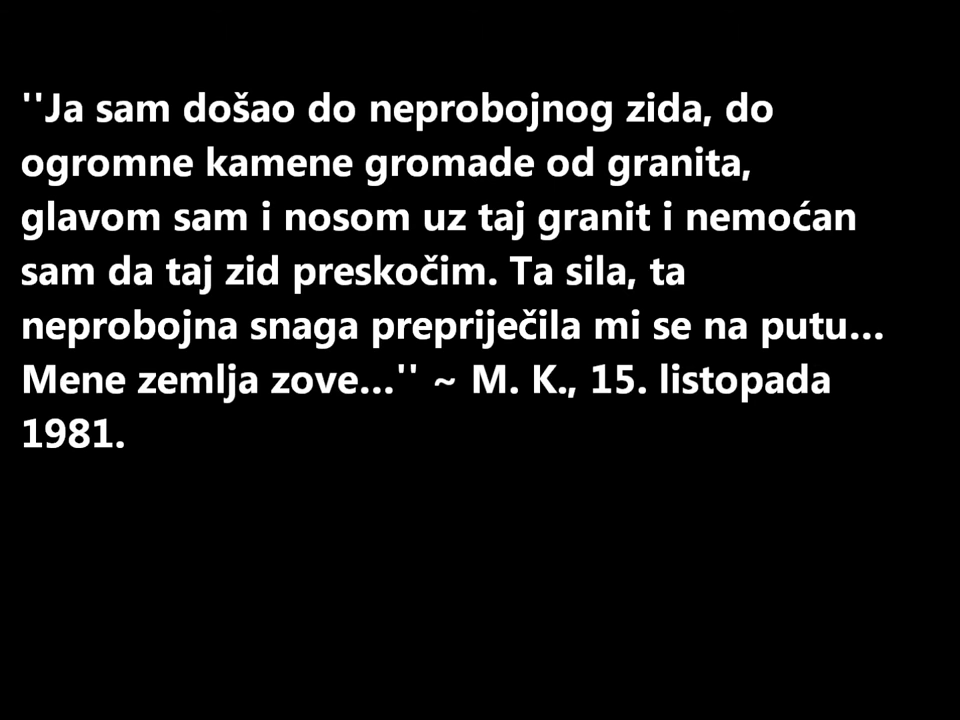 ''Ja sam došao do neprobojnog zida, do
ogromne kamene gromade od granita,
glavom sam i nosom uz taj granit i nemoćan
sam da taj zid preskočim. Ta sila, ta
neprobojna snaga prepriječila mi se na putu...
Mene zemlja zove...'' ~ M. K., 15. listopada
1981.